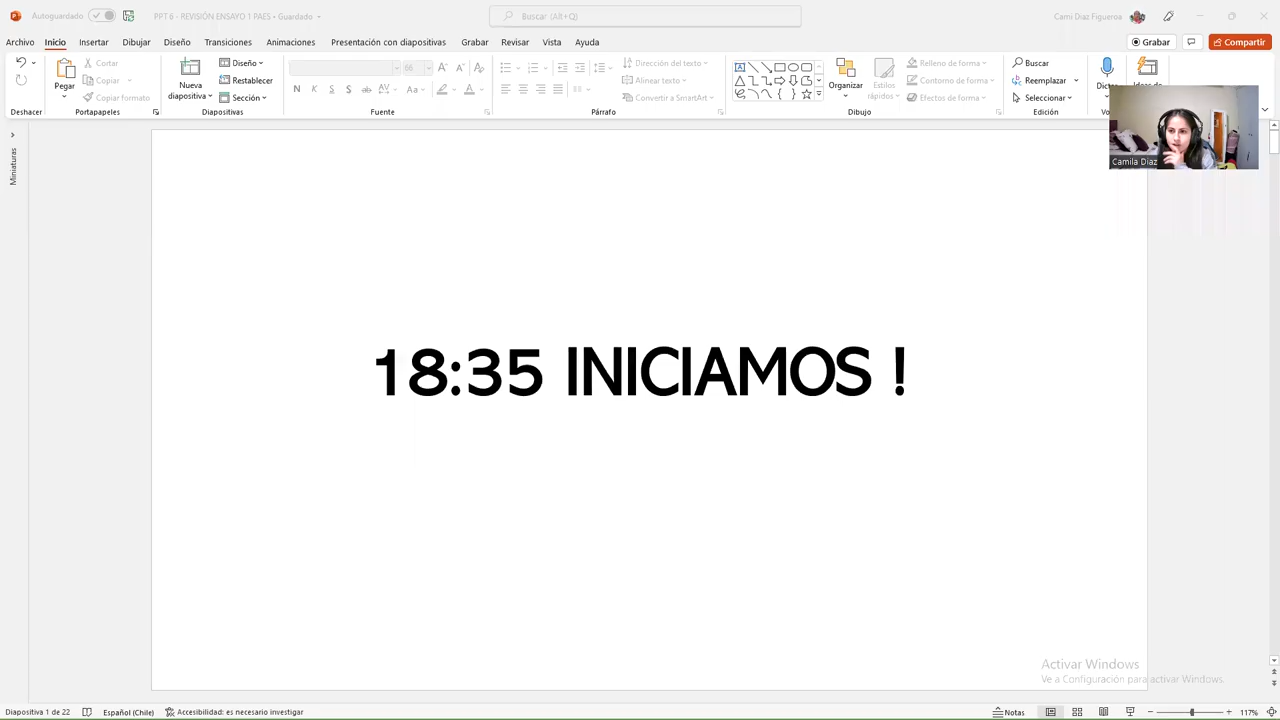 Autoguardado
PPT 6 - REVISIÓN ENSAYO 1 PAES • Guardado
Buscar (Alt+Q)
Cami Diaz Figueroa
Archivo Inicio Insertar Dibujar Diseño Transiciones Animaciones Presentación con diapositivas Grabar Revisar Vista Ayuda
Grabar
Compartir
Deshacer
Pegar
Cortar
Copiar
Copiar formato
Portapapeles
Nueva
diapositiva
Diseño
Restablecer
Sección
Diapositivas
66
N K S S ab AV Aa A
Fuente
Dirección del texto
Alinear texto
Convertir a SmartArt
Párrafo
Organizar
Estilos
rápidos
Relleno de forma
Contorno de forma
Efectos de forma
Dibujo
Buscar
Reemplazar
Seleccionar
Edición
Camila Diaz
Miniaturas
18:35 INICIAMOS !
Activar Windows
Ve a Configuración para activar Windows.
Diapositiva 1 de 22
Español (Chile)
Accesibilidad: es necesario investigar
Notas
117%